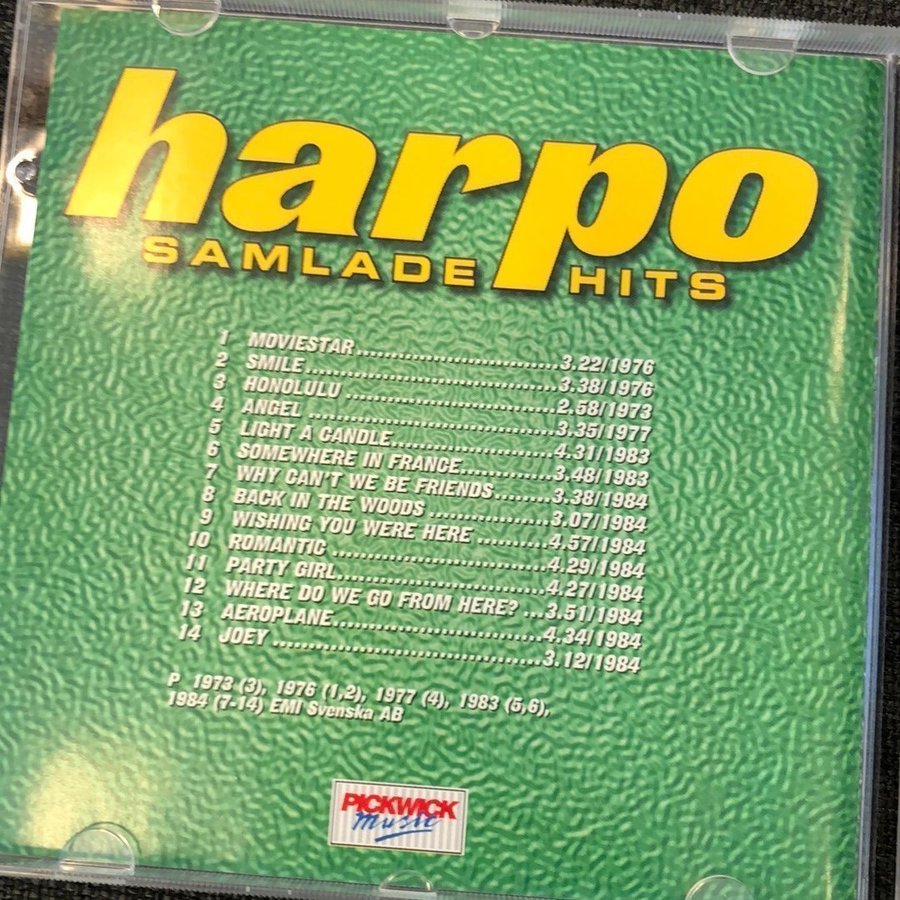 harpo
SAMLADE HITS
1 MOVIESTAR..............................3.22/1976
2 SMILE......................................3.38/1976
3 HONOLULU ..............................2.58/1973
4 ANGEL ....................................3.35/1977
5 LIGHT A CANDLE.......................4.31/1983
6 SOMEWHERE IN FRANCE.............3.48/1983
7 WHY CAN'T WE BE FRIENDS........3.38/1984
8 BACK IN THE WOODS .................3.07/1984
9 WISHING YOU WERE HERE ..........4.57/1984
10 ROMANTIC ...............................4.29/1984
11 PARTY GIRL..............................4.27/1984
12 WHERE DO WE GO FROM HERE? ...3.51/1984
13 AEROPLANE..............................4.34/1984
14 JOEY .......................................3.12/1984
P 1973 (3), 1976 (1,2), 1977 (4), 1983 (5,6),
1984 (7-14) EMI Svenska AB
PICKWICK
music